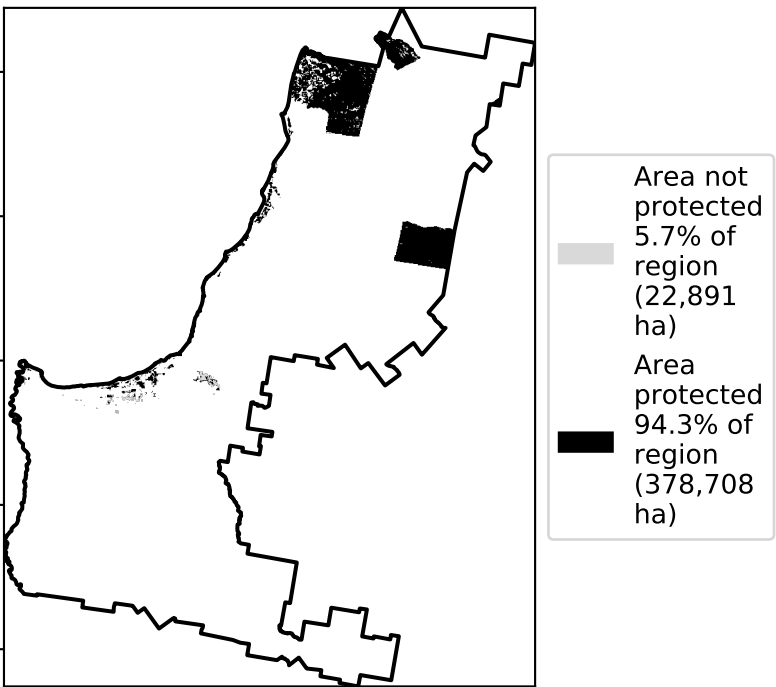 Area not
protected
5.7% of
region
(22,891
ha)
Area
protected
94.3% of
region
(378,708
ha)